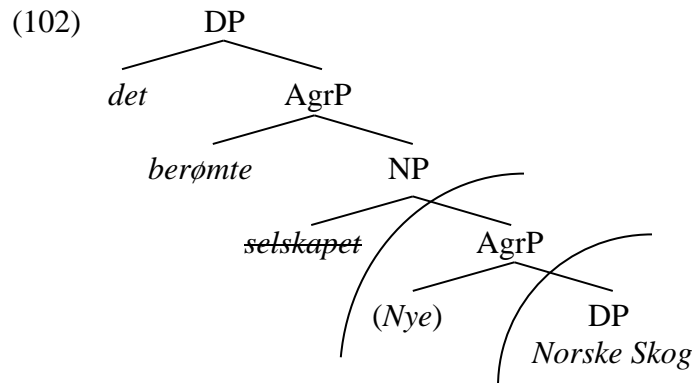 (102) DP
det AgrP
berømte NP
selskapet AgrP
(Nye) DP
Norske Skog